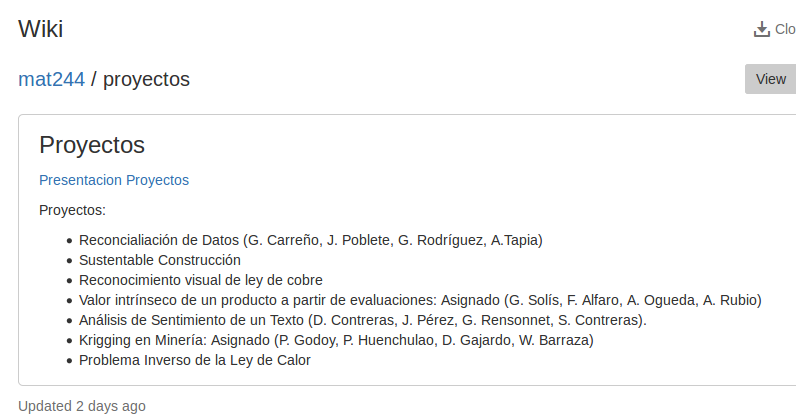 Wiki
Clo
mat244 / proyectos
View
Proyectos
Presentacion Proyectos
Proyectos:
Reconcialiación de Datos (G. Carreño, J. Poblete, G. Rodríguez, A.Tapia)
Sustentable Construcción
Reconocimiento visual de ley de cobre
Valor intrínseco de un producto a partir de evaluaciones: Asignado (G. Solís, F. Alfaro, A. Ogueda, A. Rubio)
Análisis de Sentimiento de un Texto (D. Contreras, J. Pérez, G. Rensonnet, S. Contreras).
Krigging en Minería: Asignado (P. Godoy, P. Huenchulao, D. Gajardo, W. Barraza)
Problema Inverso de la Ley de Calor
Updated 2 days ago